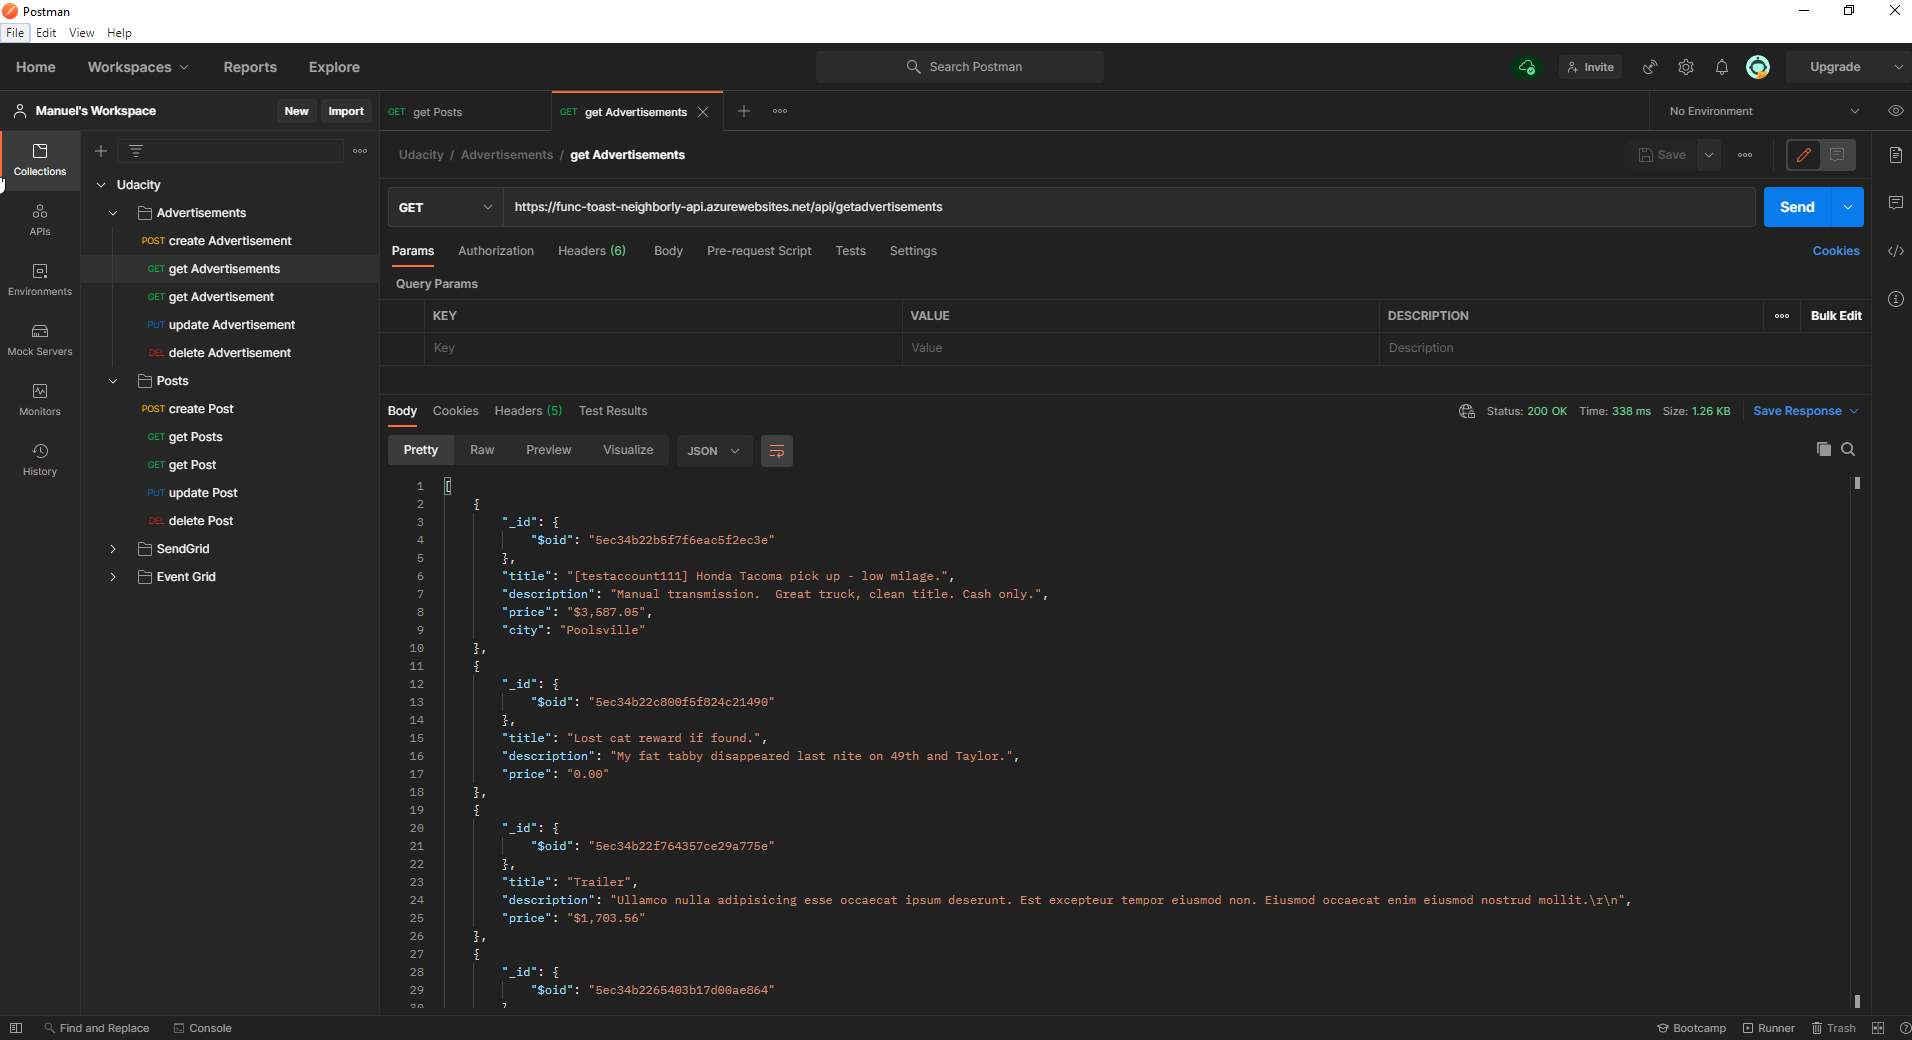 Postman
File Edit View Help
Home Workspaces Reports Explore Search Postman Invite Upgrade
Manuel's Workspace New Import GET get Posts GET get Advertisements No Environment
Collections
APIs
Environments
Mock Servers
Monitors
History
Udacity
Advertisements
POST create Advertisement
GET get Advertisements
GET get Advertisement
PUT update Advertisement
DEL delete Advertisement
Posts
POST create Post
GET get Posts
GET get Post
PUT update Post
DEL delete Post
SendGrid
Event Grid
Udacity / Advertisements / get Advertisements Save
GET https://func-toast-neighborly-api.azurewebsites.net/api/getadvertisements Send
Params Authorization Headers (6) Body Pre-request Script Tests Settings Cookies
Query Params
KEY VALUE DESCRIPTION Bulk Edit
Key Value Description
Body Cookies Headers (5) Test Results Status: 200 OK Time: 338 ms Size: 1.26 KB Save Response
Pretty Raw Preview Visualize JSON
1 [
2 {
3 "_id": {
4 "$oid": "5ec34b22b5f7f6eac5f2ec3e"
5 },
6 "title": "[testaccount111] Honda Tacoma pick up - low milage.",
7 "description": "Manual transmission.  Great truck, clean title. Cash only.",
8 "price": "$3,587.05",
9 "city": "Poolsville"
10 },
11 {
12 "_id": {
13 "$oid": "5ec34b22c800f5f824c21490"
14 },
15 "title": "Lost cat reward if found.",
16 "description": "My fat tabby disappeared last nite on 49th and Taylor.",
17 "price": "0.00"
18 },
19 {
20 "_id": {
21 "$oid": "5ec34b22f764357ce29a775e"
22 },
23 "title": "Trailer",
24 "description": "Ullamco nulla adipisicing esse occaecat ipsum deserunt. Est excepteur tempor eiusmod non. Eiusmod occaecat enim eiusmod nostrud mollit.\r\n",
25 "price": "$1,703.56"
26 },
27 {
28 "_id": {
29 "$oid": "5ec34b2265403b17d00ae864"
30 }
Find and Replace Console Bootcamp Runner Trash